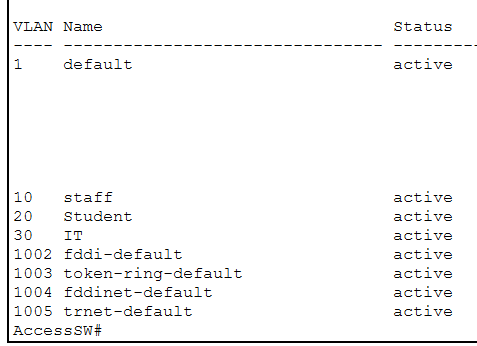 VLAN Name                             Status
---- -------------------------------- ---------
1    default                          active
10   staff                            active
20   Student                          active
30   IT                               active
1002 fddi-default                     active
1003 token-ring-default               active
1004 fddinet-default                  active
1005 trnet-default                    active
AccessSW#